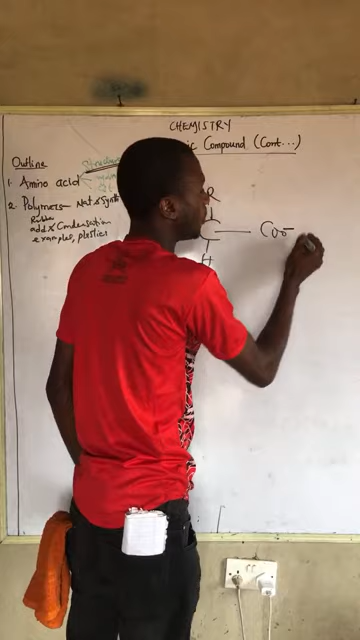 CHEMISTRY
ic Compound (Cont...)
Outline
1. Amino acid
2. Polymers - Nat & Synth
Rubber
add & Condensation
examples, plastics
R
C — COO-
H